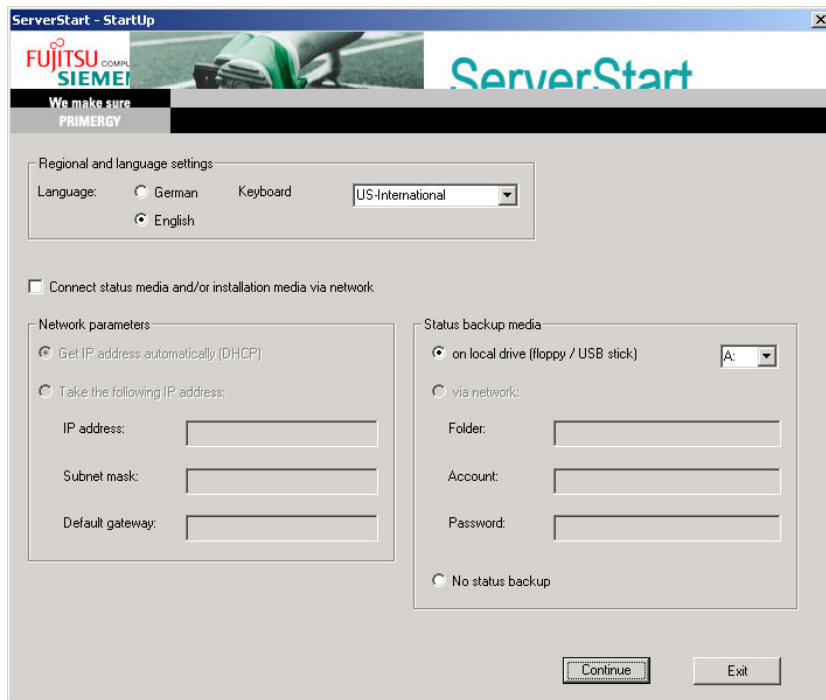 ServerStart - StartUp
FUJITSU COMPU
SIEMEN
ServerStart
We make sure
PRIMERGY
Regional and language settings
Language: German Keyboard US-International
English
Connect status media and/or installation media via network
Network parameters
Get IP address automatically (DHCP)
Take the following IP address:
IP address:
Subnet mask:
Default gateway:
Status backup media
on local drive (floppy / USB stick) A:
via network:
Folder:
Account:
Password:
No status backup
Continue Exit